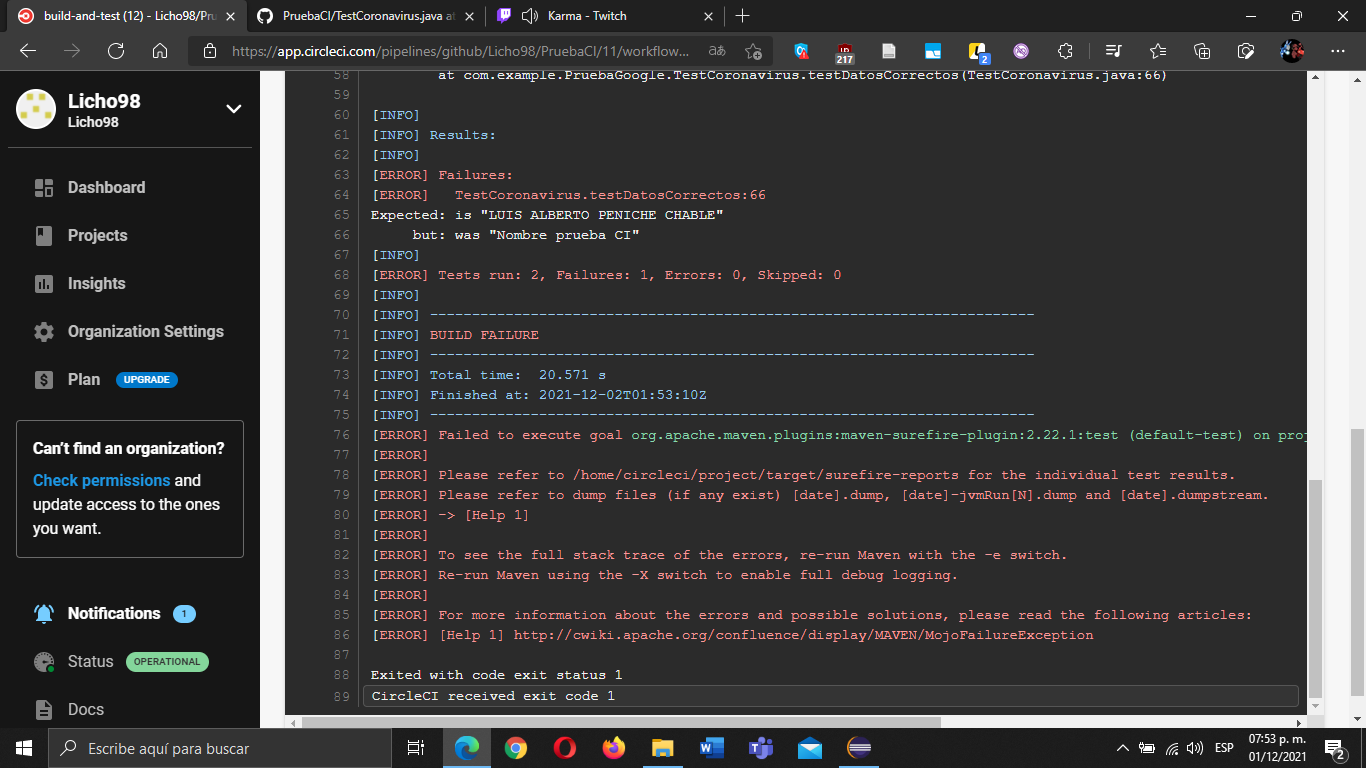 build-and-test (12) - Licho98/Pru
PruebaCI/TestCoronavirus.java at
Karma - Twitch
https://app.circleci.com/pipelines/github/Licho98/PruebaCI/11/workflow...
aあ
217
2
Licho98
Licho98
Dashboard
Projects
Insights
Organization Settings
Plan UPGRADE
Can't find an organization?
Check permissions and
update access to the ones
you want.
Notifications 1
Status OPERATIONAL
Docs
58 at com.example.PruebaGoogle.TestCoronavirus.testDatosCorrectos(TestCoronavirus.java:66)
59
60 [INFO]
61 [INFO] Results:
62 [INFO]
63 [ERROR] Failures:
64 [ERROR]   TestCoronavirus.testDatosCorrectos:66
65 Expected: is "LUIS ALBERTO PENICHE CHABLE"
66      but: was "Nombre prueba CI"
67 [INFO]
68 [ERROR] Tests run: 2, Failures: 1, Errors: 0, Skipped: 0
69 [INFO]
70 [INFO] ------------------------------------------------------------------------
71 [INFO] BUILD FAILURE
72 [INFO] ------------------------------------------------------------------------
73 [INFO] Total time:  20.571 s
74 [INFO] Finished at: 2021-12-02T01:53:10Z
75 [INFO] ------------------------------------------------------------------------
76 [ERROR] Failed to execute goal org.apache.maven.plugins:maven-surefire-plugin:2.22.1:test (default-test) on proj
77 [ERROR]
78 [ERROR] Please refer to /home/circleci/project/target/surefire-reports for the individual test results.
79 [ERROR] Please refer to dump files (if any exist) [date].dump, [date]-jvmRun[N].dump and [date].dumpstream.
80 [ERROR] -> [Help 1]
81 [ERROR]
82 [ERROR] To see the full stack trace of the errors, re-run Maven with the -e switch.
83 [ERROR] Re-run Maven using the -X switch to enable full debug logging.
84 [ERROR]
85 [ERROR] For more information about the errors and possible solutions, please read the following articles:
86 [ERROR] [Help 1] http://cwiki.apache.org/confluence/display/MAVEN/MojoFailureException
87
88 Exited with code exit status 1
89 CircleCI received exit code 1
Escribe aquí para buscar
ESP
07:53 p. m.
01/12/2021
2